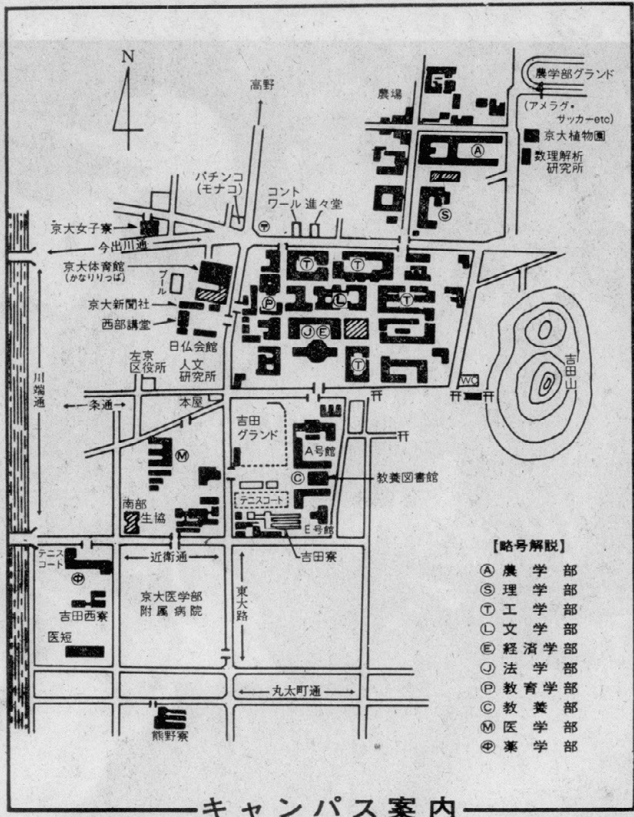 N
農学部グランド
(アメラグ・
サッカーetc)
農場
高野
京大植物園
数理解析
研究所
Ⓐ
パチンコ
(モナコ)
コント
ワール
進々堂
〒
Ⓢ
京大女子寮
今出川通
京大体育館
(かなりりっぱ)
プール
Ⓣ
Ⓣ
京大新聞社
Ⓟ
Ⓛ
Ⓣ
西部講堂
Ⓙ Ⓔ
日仏会館
人文
研究所
Ⓣ
吉田山
川端通
左京
区役所
WC
一条通
本屋
吉田
グランド
A号館
Ⓜ
Ⓒ
教養図書館
テニスコート
南部
生協
E号館
吉田寮
テニス
コート
近衛通
㊥
吉田西寮
京大医学部
附属病院
東大路
医短
丸太町通
熊野寮
[略号解説]
Ⓐ 農学部
Ⓢ 理学部
Ⓣ 工学部
Ⓛ 文学部
Ⓔ 経済学部
Ⓙ 法学部
Ⓟ 教育学部
Ⓒ 教養部
Ⓜ 医学部
㊥ 薬学部
キャンパス案内